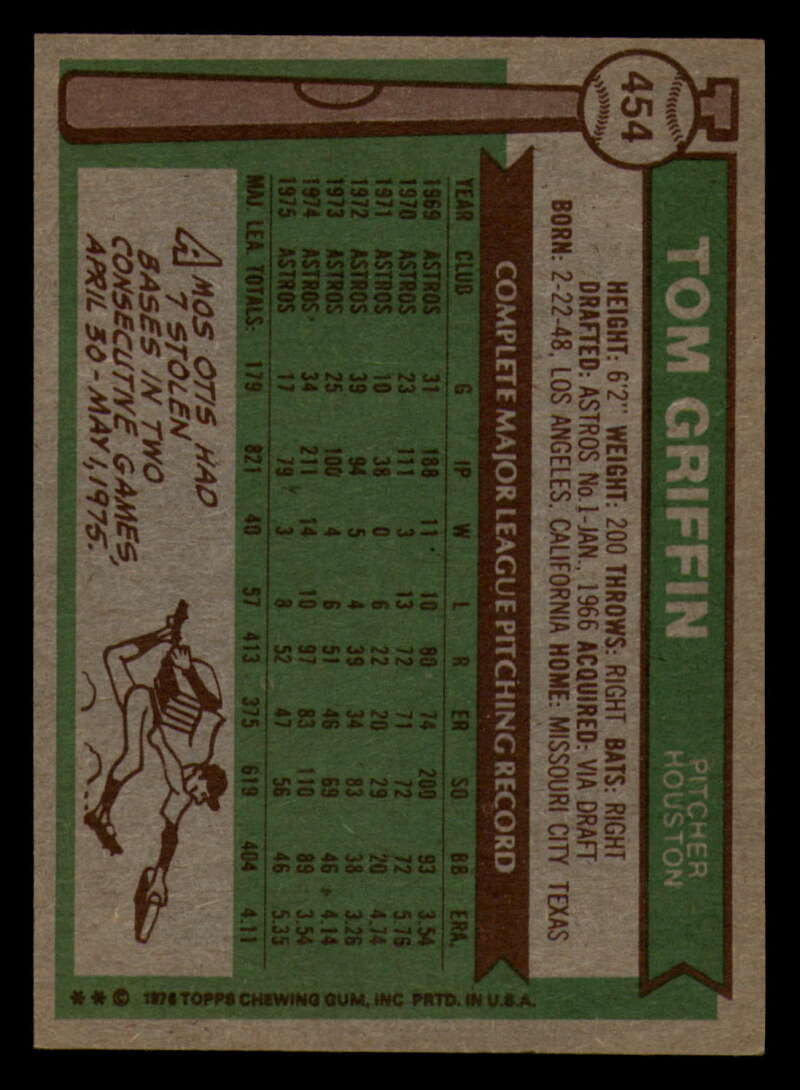 454
TOM GRIFFIN
PITCHER
HOUSTON
HEIGHT: 6'2" WEIGHT: 200 THROWS: RIGHT BATS: RIGHT
DRAFTED: ASTROS No.1-JAN., 1966 ACQUIRED: VIA DRAFT
BORN: 2-22-48, LOS ANGELES, CALIFORNIA HOME: MISSOURI CITY TEXAS
COMPLETE MAJOR LEAGUE PITCHING RECORD
YEAR CLUB G IP W L R ER SO BB ERA.
1969 ASTROS 31 188 11 10 80 74 200 93 3.54
1970 ASTROS 23 111 3 13 72 71 72 72 5.76
1971 ASTROS 10 38 0 6 22 20 29 20 4.74
1972 ASTROS 39 94 5 4 39 34 83 38 3.26
1973 ASTROS 25 100 4 6 51 46 69 46 4.14
1974 ASTROS 34 211 14 10 97 83 110 89 3.54
1975 ASTROS 17 79 3 8 52 47 56 46 5.35
MAJ. LEA. TOTALS: 179 821 40 57 413 375 619 404 4.11
AMOS OTIS HAD
7 STOLEN
BASES IN TWO
CONSECUTIVE GAMES,
APRIL 30-MAY 1, 1975.
** © 1976 TOPPS CHEWING GUM, INC PRTD. IN U.S.A.